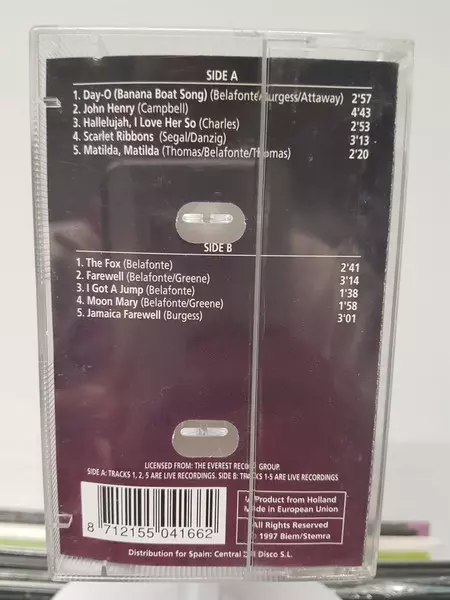 SIDE A
1. Day-O (Banana Boat Song) (Belafonte/Burgess/Attaway) 2'57
2. John Henry (Campbell) 4'43
3. Hallelujah, I Love Her So (Charles) 2'53
4. Scarlet Ribbons (Segal/Danzig) 3'13
5. Matilda, Matilda (Thomas/Belafonte/Thomas) 2'20
SIDE B
1. The Fox (Belafonte) 2'41
2. Farewell (Belafonte/Greene) 3'14
3. I Got A Jump (Belafonte) 1'38
4. Moon Mary (Belafonte/Greene) 1'58
5. Jamaica Farewell (Burgess) 3'01
LICENSED FROM: THE EVEREST RECORD GROUP.
SIDE A: TRACKS 1, 2, 5 ARE LIVE RECORDINGS. SIDE B: TRACKS 1-5 ARE LIVE RECORDINGS
A Product from Holland
Made in European Union
All Rights Reserved
© 1997 Biem/Stemra
8 712155 041662
Distribution for Spain: Central Disco S.L.